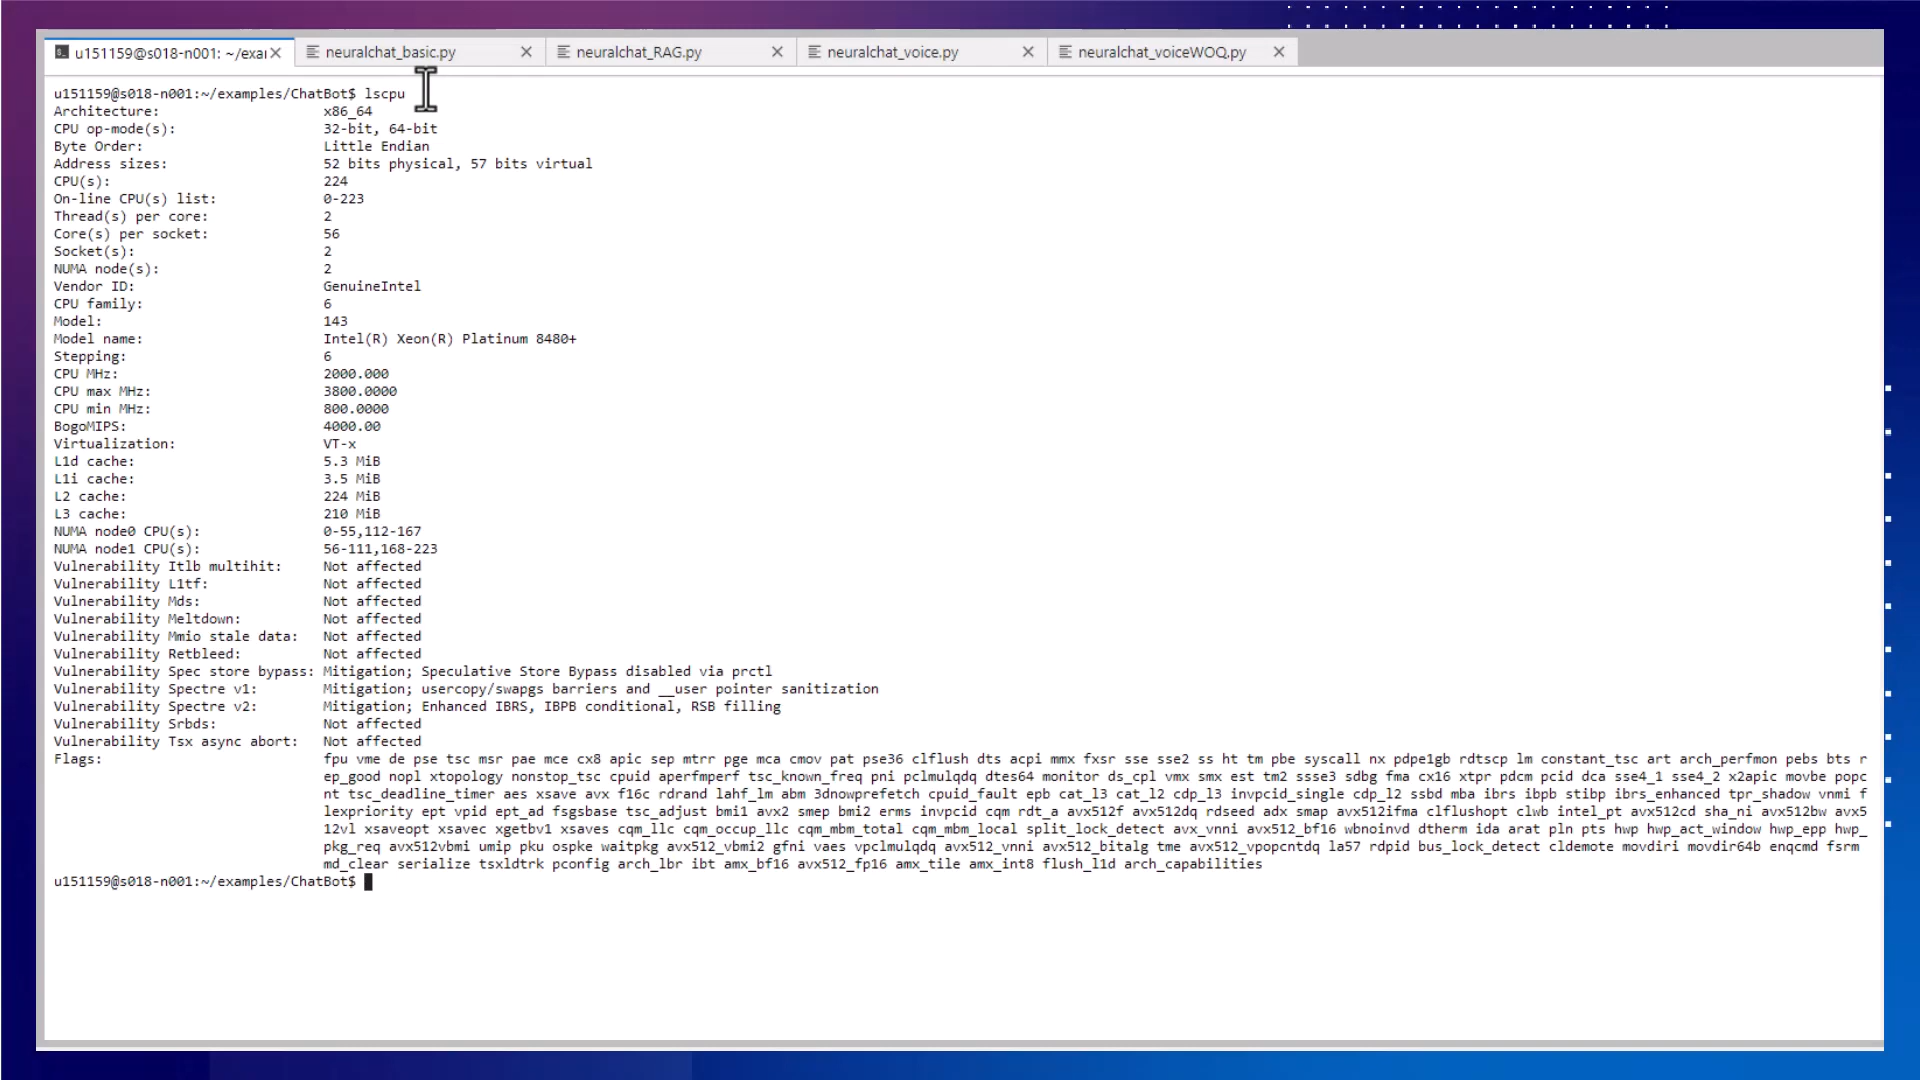 u151159@s018-n001: ~/exai
neuralchat_basic.py
neuralchat_RAG.py
neuralchat_voice.py
neuralchat_voiceWOQ.py
u151159@s018-n001:~/examples/ChatBot$ lscpu
Architecture: x86_64
CPU op-mode(s): 32-bit, 64-bit
Byte Order: Little Endian
Address sizes: 52 bits physical, 57 bits virtual
CPU(s): 224
On-line CPU(s) list: 0-223
Thread(s) per core: 2
Core(s) per socket: 56
Socket(s): 2
NUMA node(s): 2
Vendor ID: GenuineIntel
CPU family: 6
Model: 143
Model name: Intel(R) Xeon(R) Platinum 8480+
Stepping: 6
CPU MHz: 2000.000
CPU max MHz: 3800.0000
CPU min MHz: 800.0000
BogoMIPS: 4000.00
Virtualization: VT-x
L1d cache: 5.3 MiB
L1i cache: 3.5 MiB
L2 cache: 224 MiB
L3 cache: 210 MiB
NUMA node0 CPU(s): 0-55,112-167
NUMA node1 CPU(s): 56-111,168-223
Vulnerability Itlb multihit: Not affected
Vulnerability L1tf: Not affected
Vulnerability Mds: Not affected
Vulnerability Meltdown: Not affected
Vulnerability Mmio stale data: Not affected
Vulnerability Retbleed: Not affected
Vulnerability Spec store bypass: Mitigation; Speculative Store Bypass disabled via prctl
Vulnerability Spectre v1: Mitigation; usercopy/swapgs barriers and __user pointer sanitization
Vulnerability Spectre v2: Mitigation; Enhanced IBRS, IBPB conditional, RSB filling
Vulnerability Srbds: Not affected
Vulnerability Tsx async abort: Not affected
Flags: fpu vme de pse tsc msr pae mce cx8 apic sep mtrr pge mca cmov pat pse36 clflush dts acpi mmx fxsr sse sse2 ss ht tm pbe syscall nx pdpe1gb rdtscp lm constant_tsc art arch_perfmon pebs bts r
ep_good nopl xtopology nonstop_tsc cpuid aperfmperf tsc_known_freq pni pclmulqdq dtes64 monitor ds_cpl vmx smx est tm2 ssse3 sdbg fma cx16 xtpr pdcm pcid dca sse4_1 sse4_2 x2apic movbe popc
nt tsc_deadline_timer aes xsave avx f16c rdrand lahf_lm abm 3dnowprefetch cpuid_fault epb cat_l3 cat_l2 cdp_l3 invpcid_single cdp_l2 ssbd mba ibrs ibpb stibp ibrs_enhanced tpr_shadow vnmi f
lexpriority ept vpid ept_ad fsgsbase tsc_adjust bmi1 avx2 smep bmi2 erms invpcid cqm rdt_a avx512f avx512dq rdseed adx smap avx512ifma clflushopt clwb intel_pt avx512cd sha_ni avx512bw avx5
12vl xsaveopt xsavec xgetbv1 xsaves cqm_llc cqm_occup_llc cqm_mbm_total cqm_mbm_local split_lock_detect avx_vnni avx512_bf16 wbnoinvd dtherm ida arat pln pts hwp hwp_act_window hwp_epp hwp_
pkg_req avx512vbmi umip pku ospke waitpkg avx512_vbmi2 gfni vaes vpclmulqdq avx512_vnni avx512_bitalg tme avx512_vpopcntdq la57 rdpid bus_lock_detect cldemote movdiri movdir64b enqcmd fsrm
md_clear serialize tsxldtrk pconfig arch_lbr ibt amx_bf16 avx512_fp16 amx_tile amx_int8 flush_l1d arch_capabilities
u151159@s018-n001:~/examples/ChatBot$